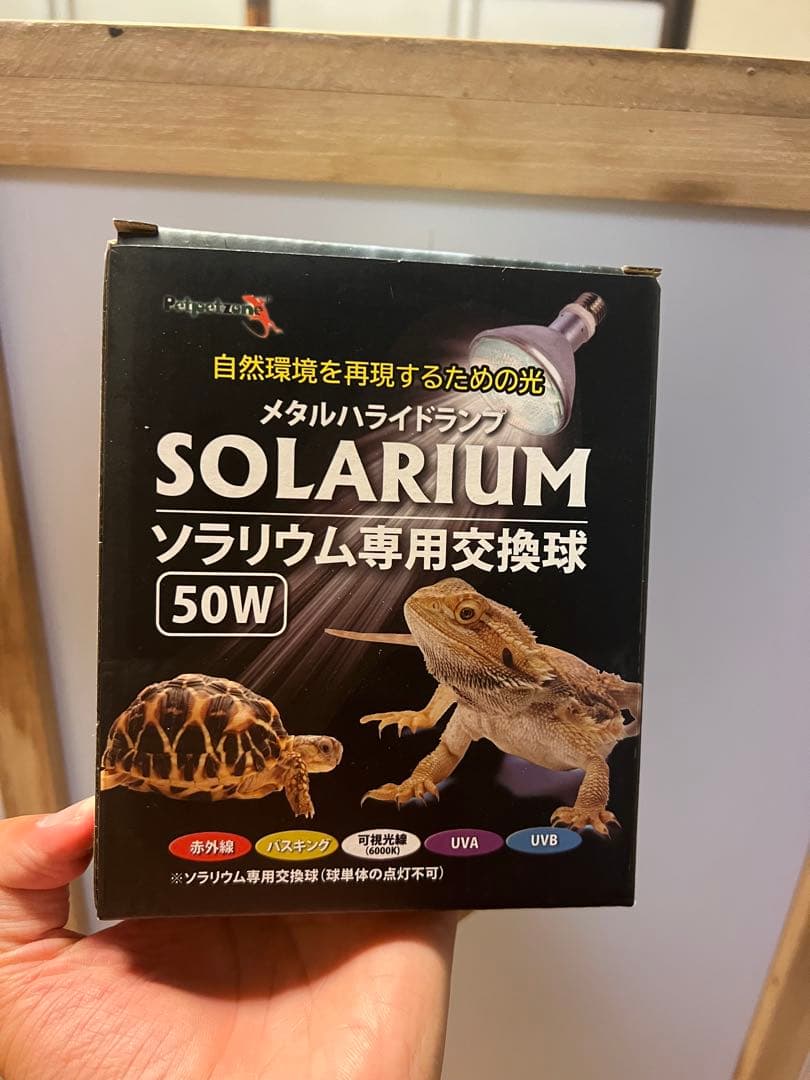 Petpetzone
自然環境を再現するための光
メタルハライドランプ
SOLARIUM
ソラリウム専用交換球
50W
赤外線
バスキング
可視光線
(6000K)
UVA
UVB
※ソラリウム専用交換球(球単体の点灯不可)